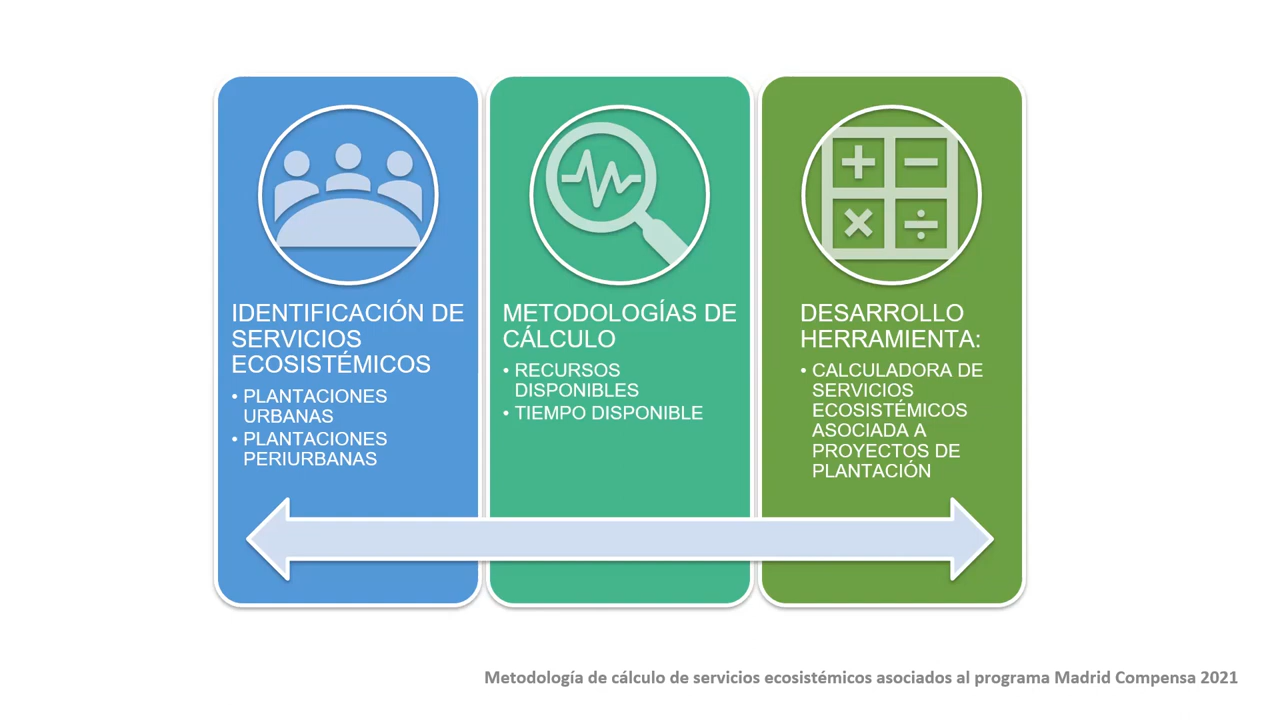 IDENTIFICACIÓN DE
SERVICIOS
ECOSISTÉMICOS
• PLANTACIONES
URBANAS
• PLANTACIONES
PERIURBANAS
METODOLOGÍAS DE
CÁLCULO
• RECURSOS
DISPONIBLES
• TIEMPO DISPONIBLE
DESARROLLO
HERRAMIENTA:
• CALCULADORA DE
SERVICIOS
ECOSISTÉMICOS
ASOCIADA A
PROYECTOS DE
PLANTACIÓN
Metodología de cálculo de servicios ecosistémicos asociados al programa Madrid Compensa 2021